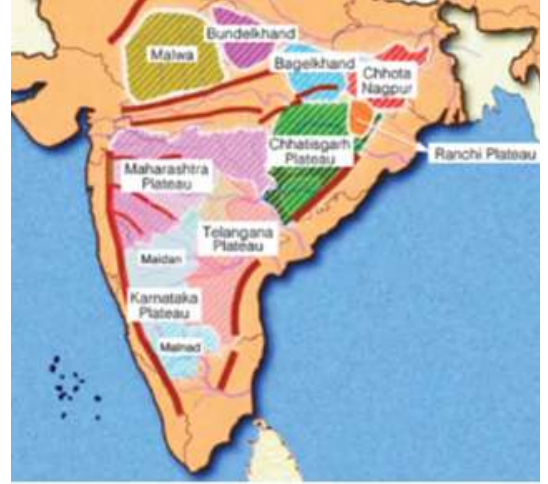 Bundelkhand
Malwa
Bagelkhand
Chhota
Nagpur
Chhatisgarh
Plateau
Ranchi Plateau
Maharashtra
Plateau
Telangana
Plateau
Maidan
Karnataka
Plateau
Malnad